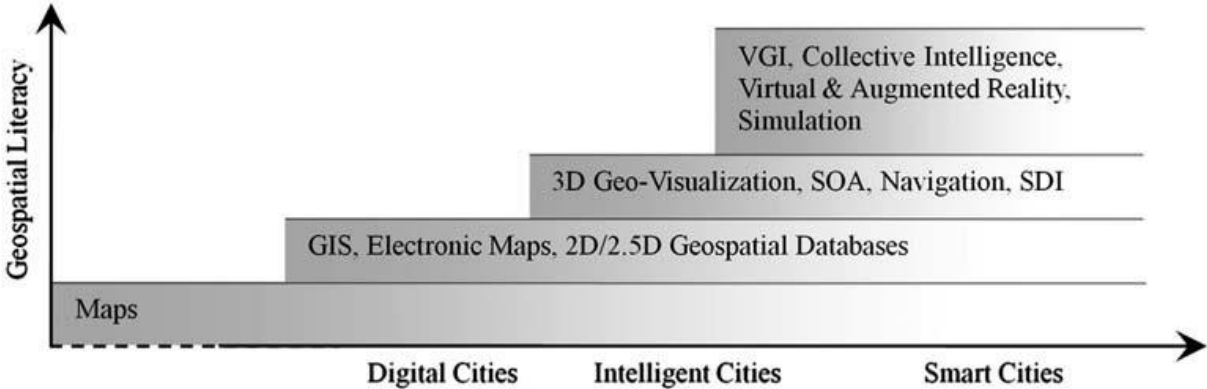 Geospatial Literacy
VGI, Collective Intelligence,
Virtual & Augmented Reality,
Simulation
3D Geo-Visualization, SOA, Navigation, SDI
GIS, Electronic Maps, 2D/2.5D Geospatial Databases
Maps
Digital Cities
Intelligent Cities
Smart Cities